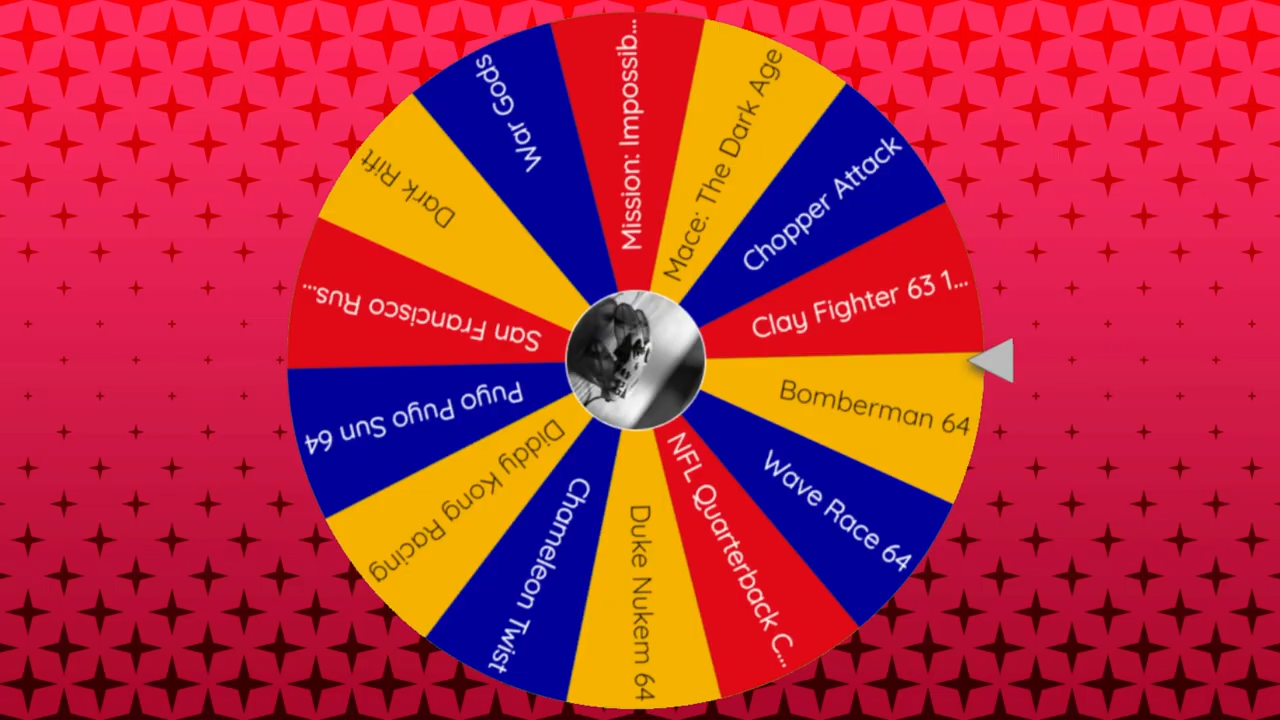 Mission: Impossib...
Mace: The Dark Age
Chopper Attack
Clay Fighter 63 1...
Bomberman 64
Wave Race 64
NFL Quarterback C...
Duke Nukem 64
Chameleon Twist
Diddy Kong Racing
Puyo Puyo Sun 64
San Francisco Rus...
Dark Rift
War Gods